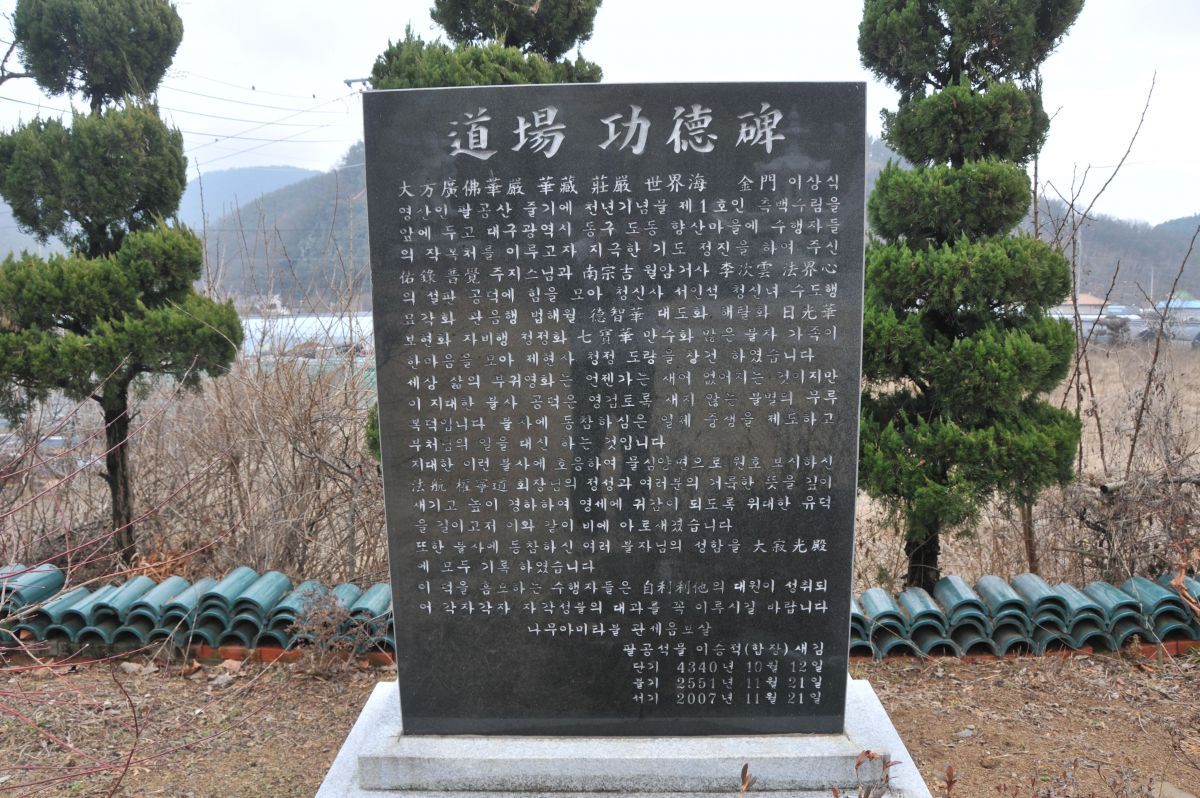 道場 功德碑
大方廣佛華嚴 華藏 莊嚴 世界海 金門 이상식
영산인 팔공산 줄기에 천년기념물 제1호인 측백수림을
앞에 두고 대구광역시 동구 도동 향산마을에 수행자들
의 작복처를 이루고자 지극한 기도 정진을 하여 주신
佑錄 善覺 주지스님과 南宗吉 월암거사 李次雲 法界心
의 설판 공덕에 힘을 모아 청신사 서인석 청신녀 수도행
묘각화 관음행 법해월 德智華 대도화 해탈화 日光華
보현화 자비행 청정화 七寶華 만수화 많은 불자 가족이
한마음을 모아 제현사 청정 도량을 창건 하였습니다
세상 삶의 부귀영화는 언젠가는 새어 없어지는 것이지만
이 지대한 불사 공덕은 영겁토록 새지 않는 불멸의 무루
복덕입니다 불사에 동참하심은 일체 중생을 제도하고
부처님의 일을 대신 하는 것입니다
지대한 이런 불사에 호응하여 물심양면으로 원호 보시하신
法航 權寧道 회장님의 정성과 여러분의 거룩한 뜻을 깊이
새기고 높이 경하하여 영세에 귀감이 되도록 위대한 유덕
을 길이고저 이와 같이 비에 아로새겼습니다
또한 불사에 동참하신 여러 불자님의 성함을 大寂光殿
에 모두 기록 하였습니다
이 덕을 흠모하는 수행자들은 自利利他의 대원이 성취되
어 각자각자 자각성불의 대과를 꼭 이루시길 바랍니다
나무아미타불 관세음보살
팔공석물 이승석(향장) 새김
단기 4340년 10월 12일
불기 2551년 11월 21일
서기 2007년 11월 21일